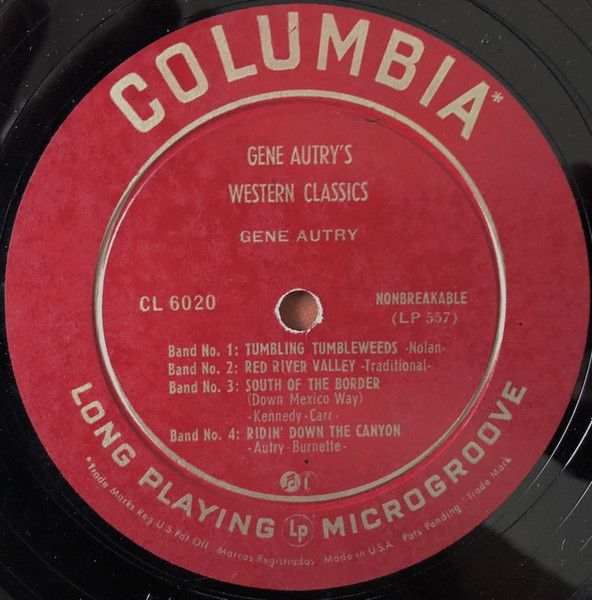 COLUMBIA*
GENE AUTRY'S
WESTERN CLASSICS
GENE AUTRY
CL 6020
NONBREAKABLE
(LP 557)
Band No. 1: TUMBLING TUMBLEWEEDS -Nolan-
Band No. 2: RED RIVER VALLEY -Traditional-
Band No. 3: SOUTH OF THE BORDER
(Down Mexico Way)
-Kennedy-Carr-
Band No. 4: RIDIN' DOWN THE CANYON
-Autry-Burnette-
LONG PLAYING Lp MICROGROOVE
*Trade Marks Reg. U.S. Pat. Off. Marcas Registradas Made in U.S.A. Pats. Pending * Trade Mark